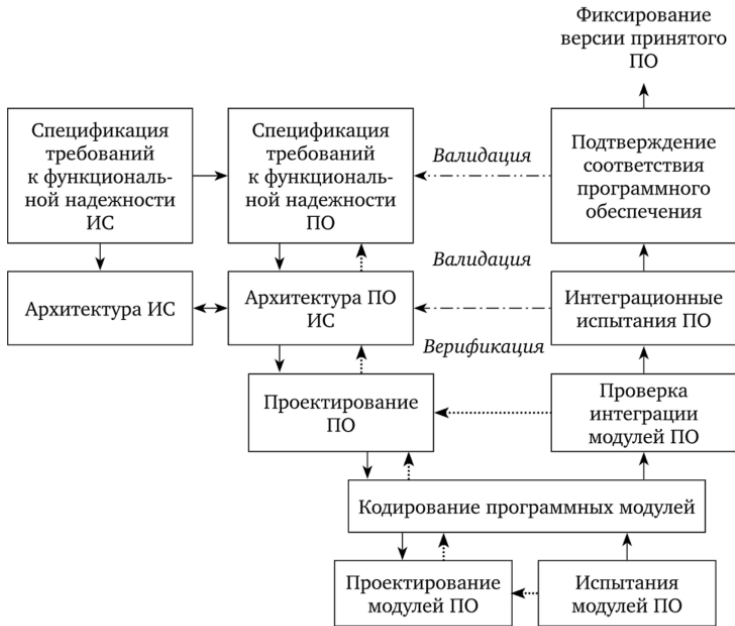 Фиксирование
версии принятого
ПО
Спецификация
требований
к функциональ-
ной надежности
ИС
Спецификация
требований
к функциональ-
ной надежности
ПО
Валидация
Подтверждение
соответствия
программного
обеспечения
Архитектура ИС
Архитектура ПО
ИС
Валидация
Интеграционные
испытания ПО
Верификация
Проектирование
ПО
Проверка
интеграции
модулей ПО
Кодирование программных модулей
Проектирование
модулей ПО
Испытания
модулей ПО